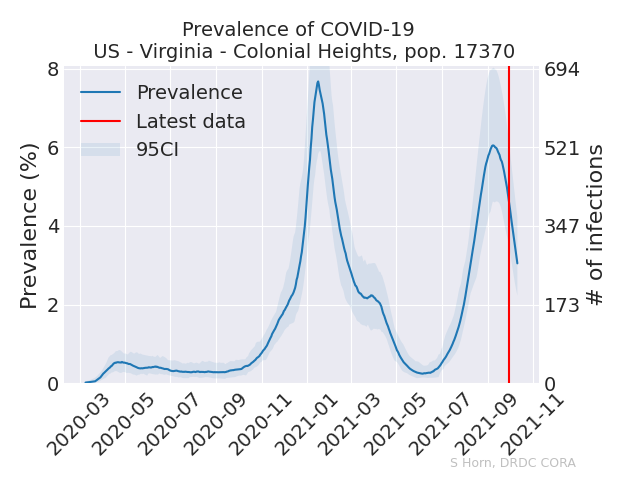 Prevalence of COVID-19
US - Virginia - Colonial Heights, pop. 17370
8
6
4
2
0
Prevalence (%)
Prevalence
Latest data
95CI
694
521
347
173
0
# of infections
2020-03
2020-05
2020-07
2020-09
2020-11
2021-01
2021-03
2021-05
2021-07
2021-09
2021-11
S Horn, DRDC CORA